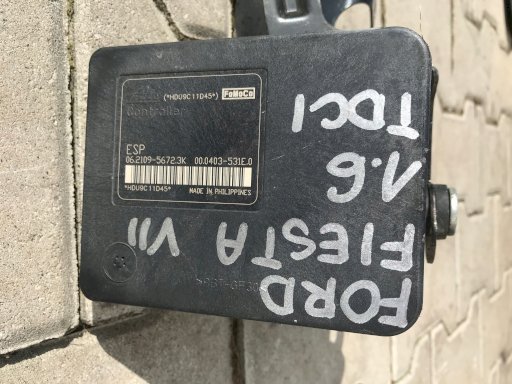 (*HDU9C11D45*) FoMoCo
Controller
ESP
06.2109-5672.3K 00.0403-531E.0
*HDU9C11D45*
MADE IN PHILIPPINES
FORD
FIESTA VII
1.6
TDCI